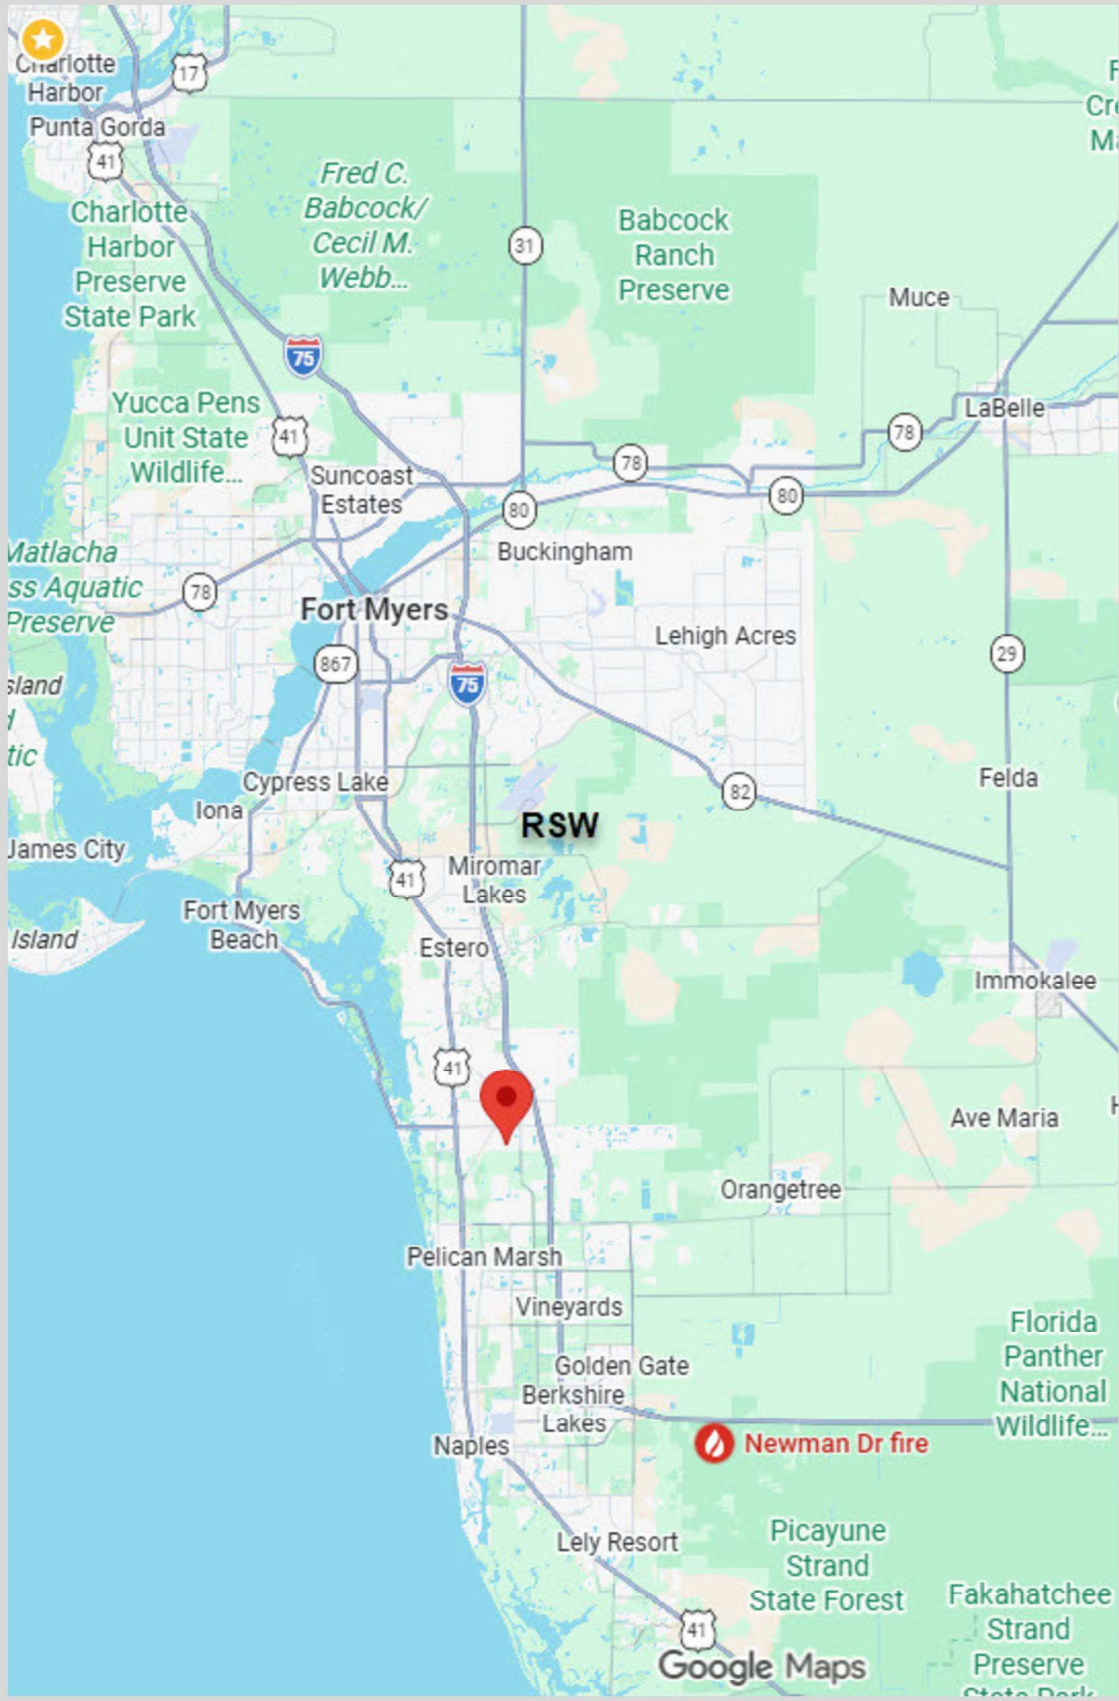 Charlotte
Harbor
17
Punta Gorda
41
Charlotte
Harbor
Preserve
State Park
Fred C.
Babcock/
Cecil M.
Webb...
31
Babcock
Ranch
Preserve
Muce
75
Yucca Pens
Unit State
Wildlife...
41
LaBelle
78
78
Suncoast
Estates
80
80
Buckingham
Matlacha
ss Aquatic
Preserve
78
Fort Myers
Lehigh Acres
867
29
75
sland
d
tic
Felda
Cypress Lake
82
Iona
RSW
James City
41
Miromar
Lakes
Fort Myers
Beach
Island
Estero
Immokalee
41
Ave Maria
Orangetree
Pelican Marsh
Vineyards
Florida
Panther
National
Wildlife...
Golden Gate
Berkshire
Lakes
Naples
Newman Dr fire
Lely Resort
Picayune
Strand
State Forest
Fakahatchee
Strand
Preserve
State Park
41
Google Maps